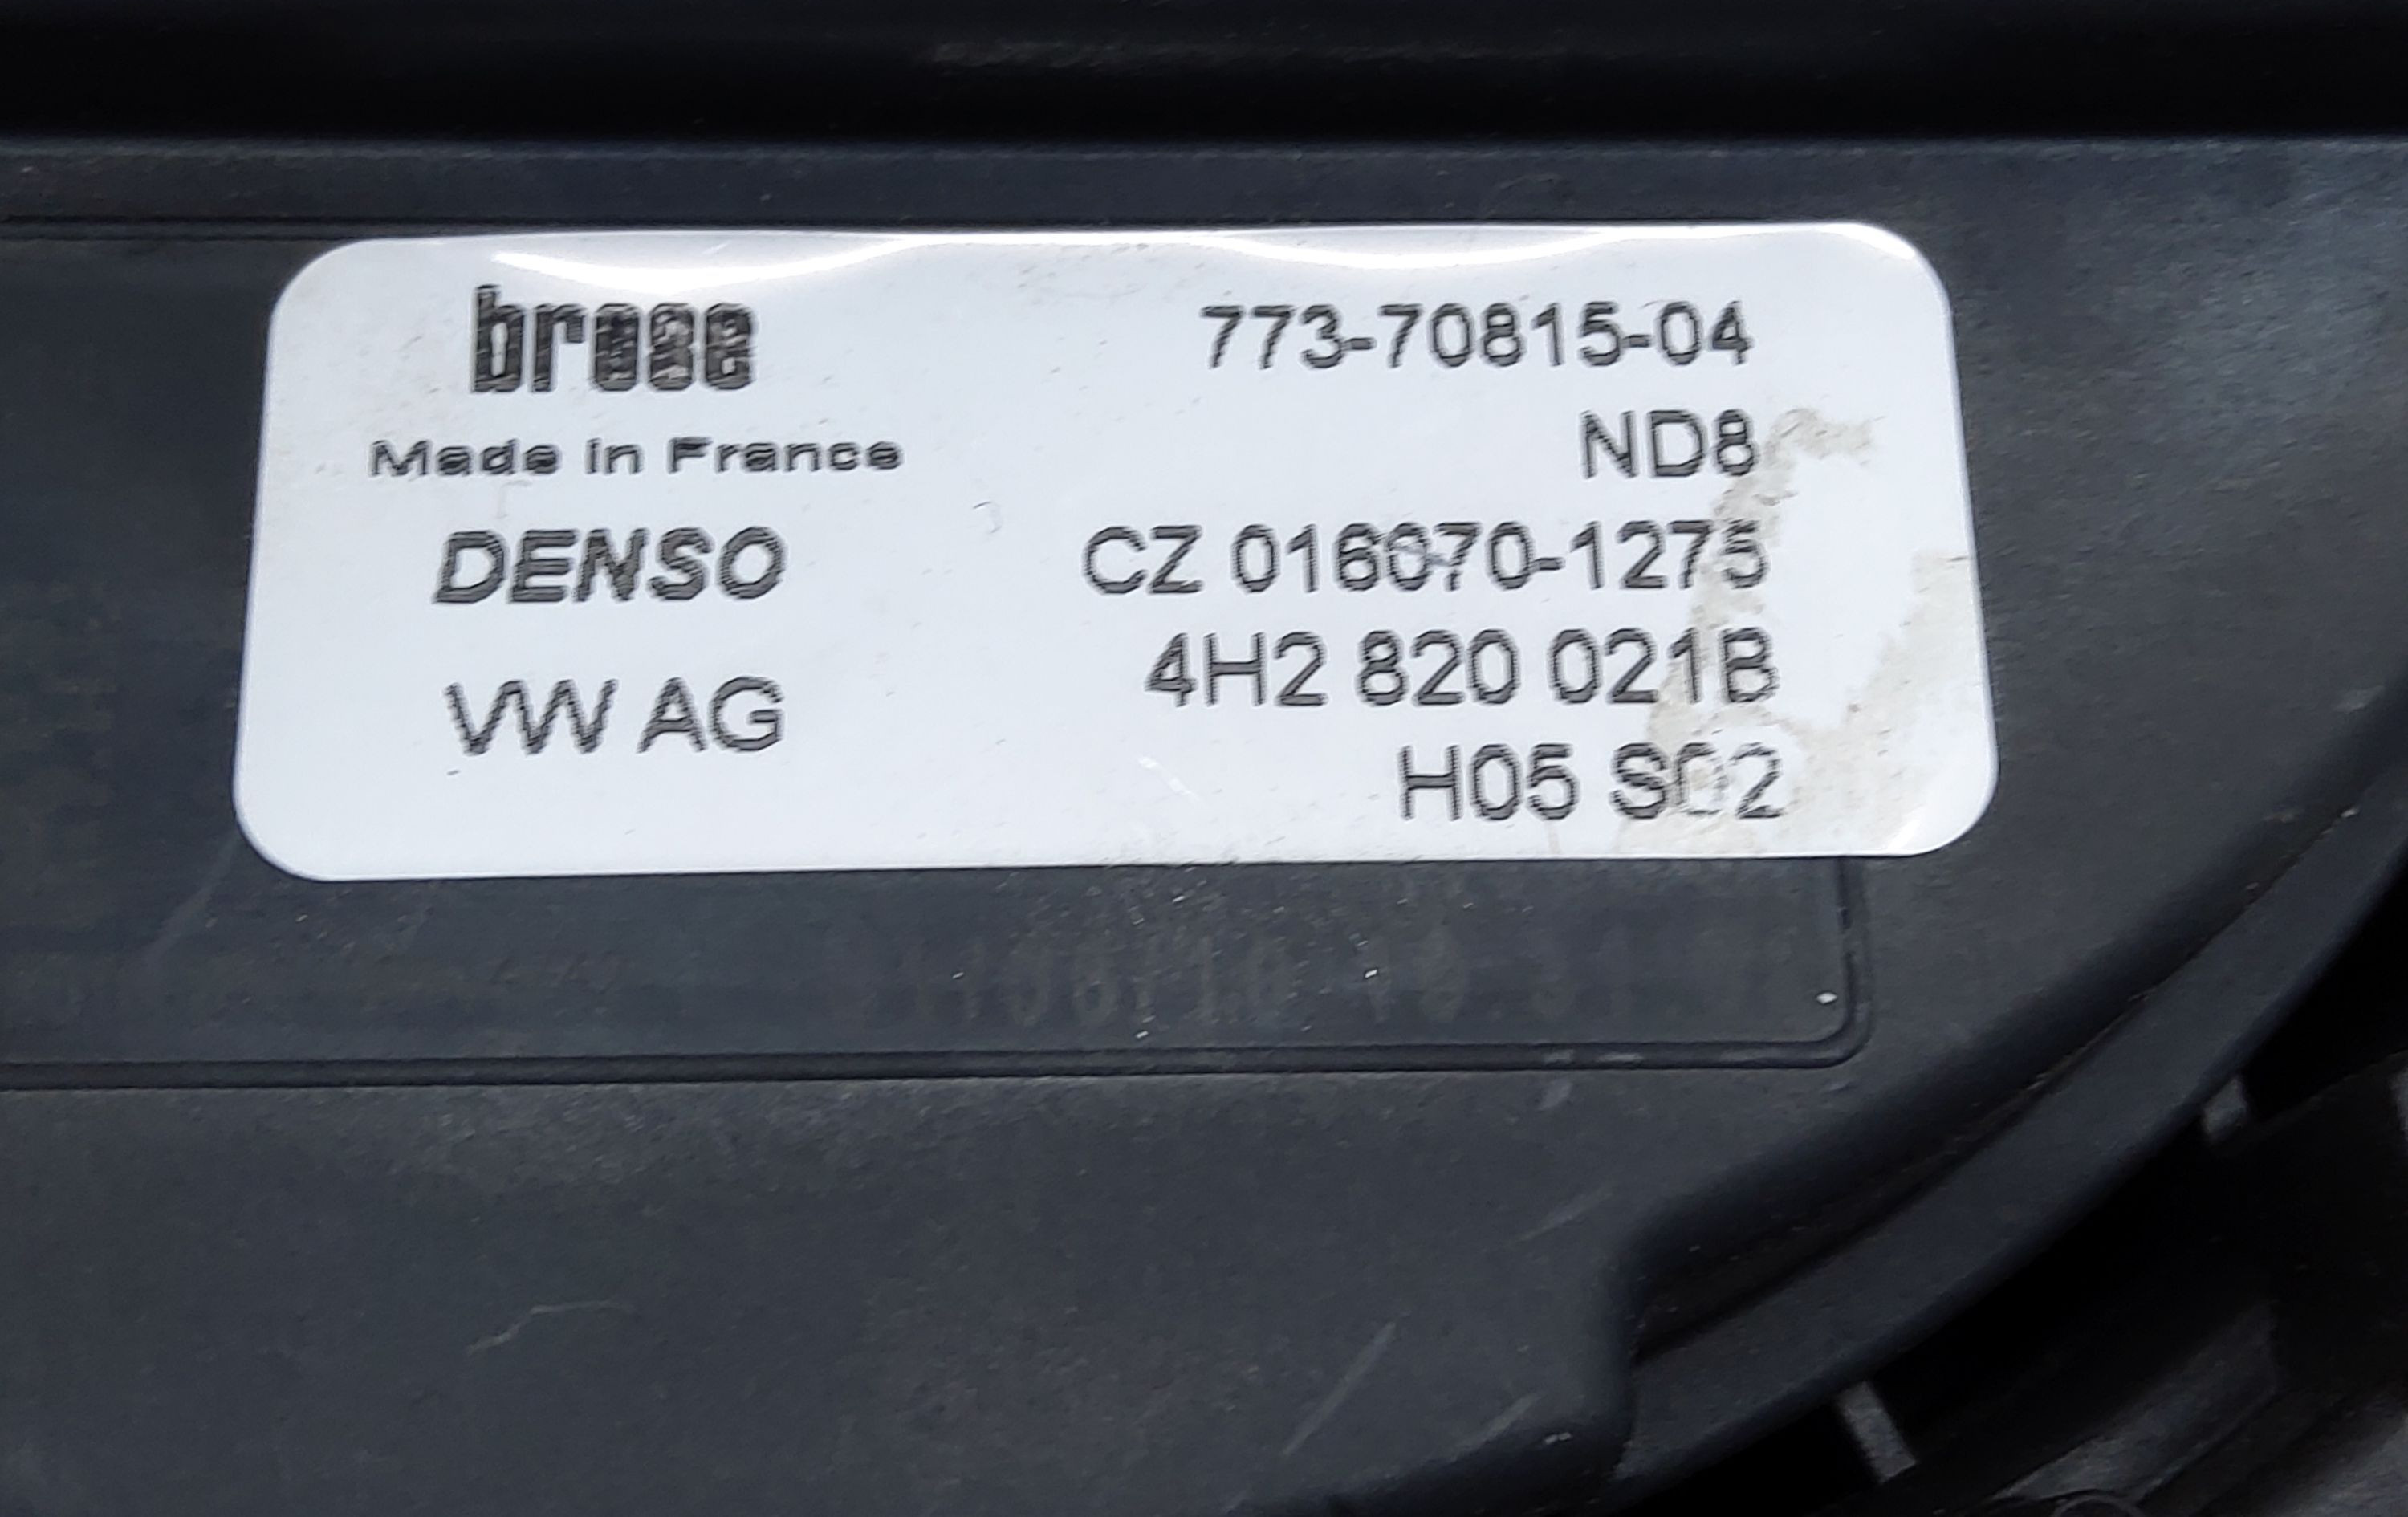 brose 773-70815-04
Made in France ND8
DENSO CZ 016070-1275
4H2 820 021B
VW AG
H05 S02